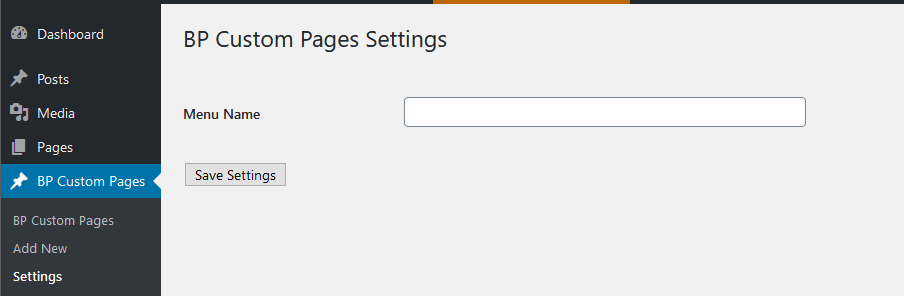 Dashboard
Posts
Media
Pages
BP Custom Pages
BP Custom Pages
Add New
Settings
BP Custom Pages Settings
Menu Name
Save Settings